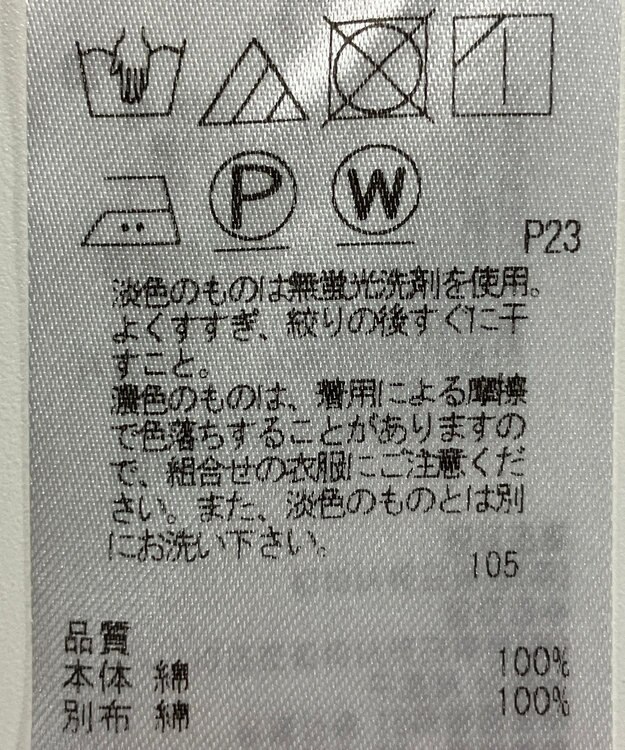 P
W
P23
淡色のものは無蛍光洗剤を使用。
よくすすぎ、絞りの後すぐに干
すこと。
濃色のものは、着用による摩擦
で色落ちすることがありますの
で、組合せの衣服にご注意くだ
さい。また、淡色のものとは別
にお洗い下さい。
105
品質
本体 綿 100%
別布 綿 100%